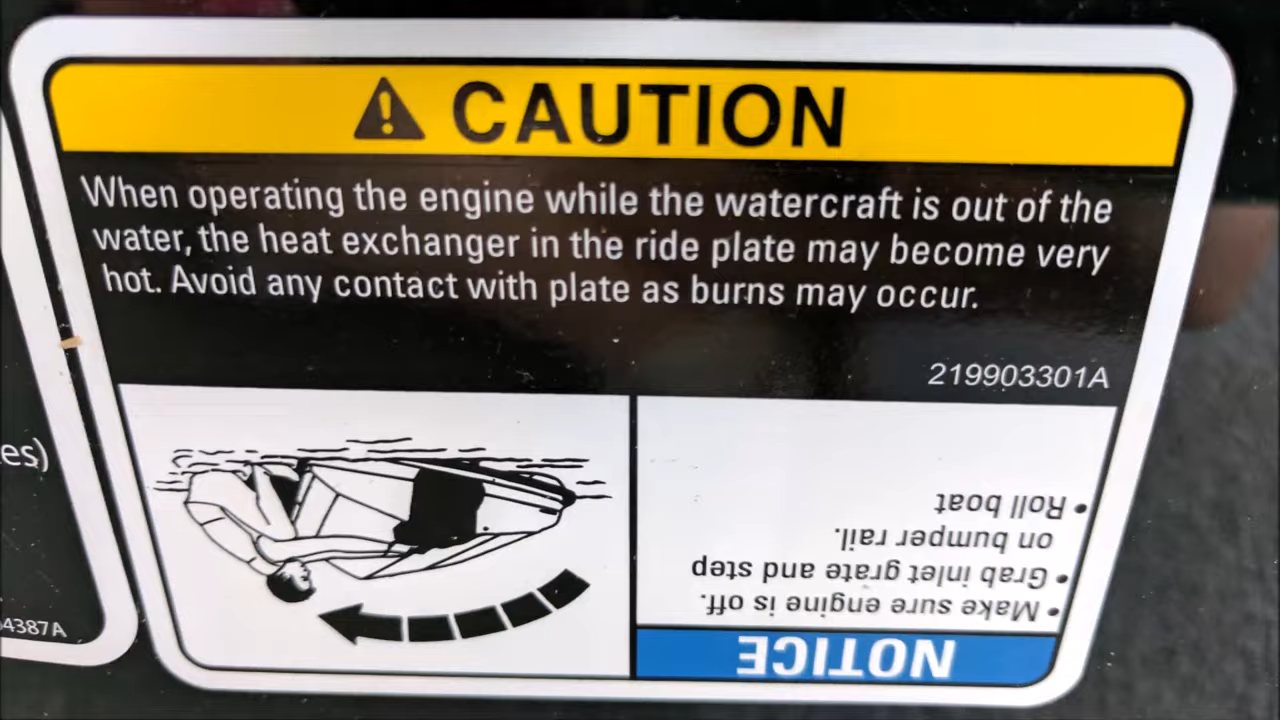 CAUTION
When operating the engine while the watercraft is out of the
water, the heat exchanger in the ride plate may become very
hot. Avoid any contact with plate as burns may occur.
219903301A
NOTICE
• Make sure engine is off.
• Grab inlet grate and step
on bumper rail.
• Roll boat
es)
4387A